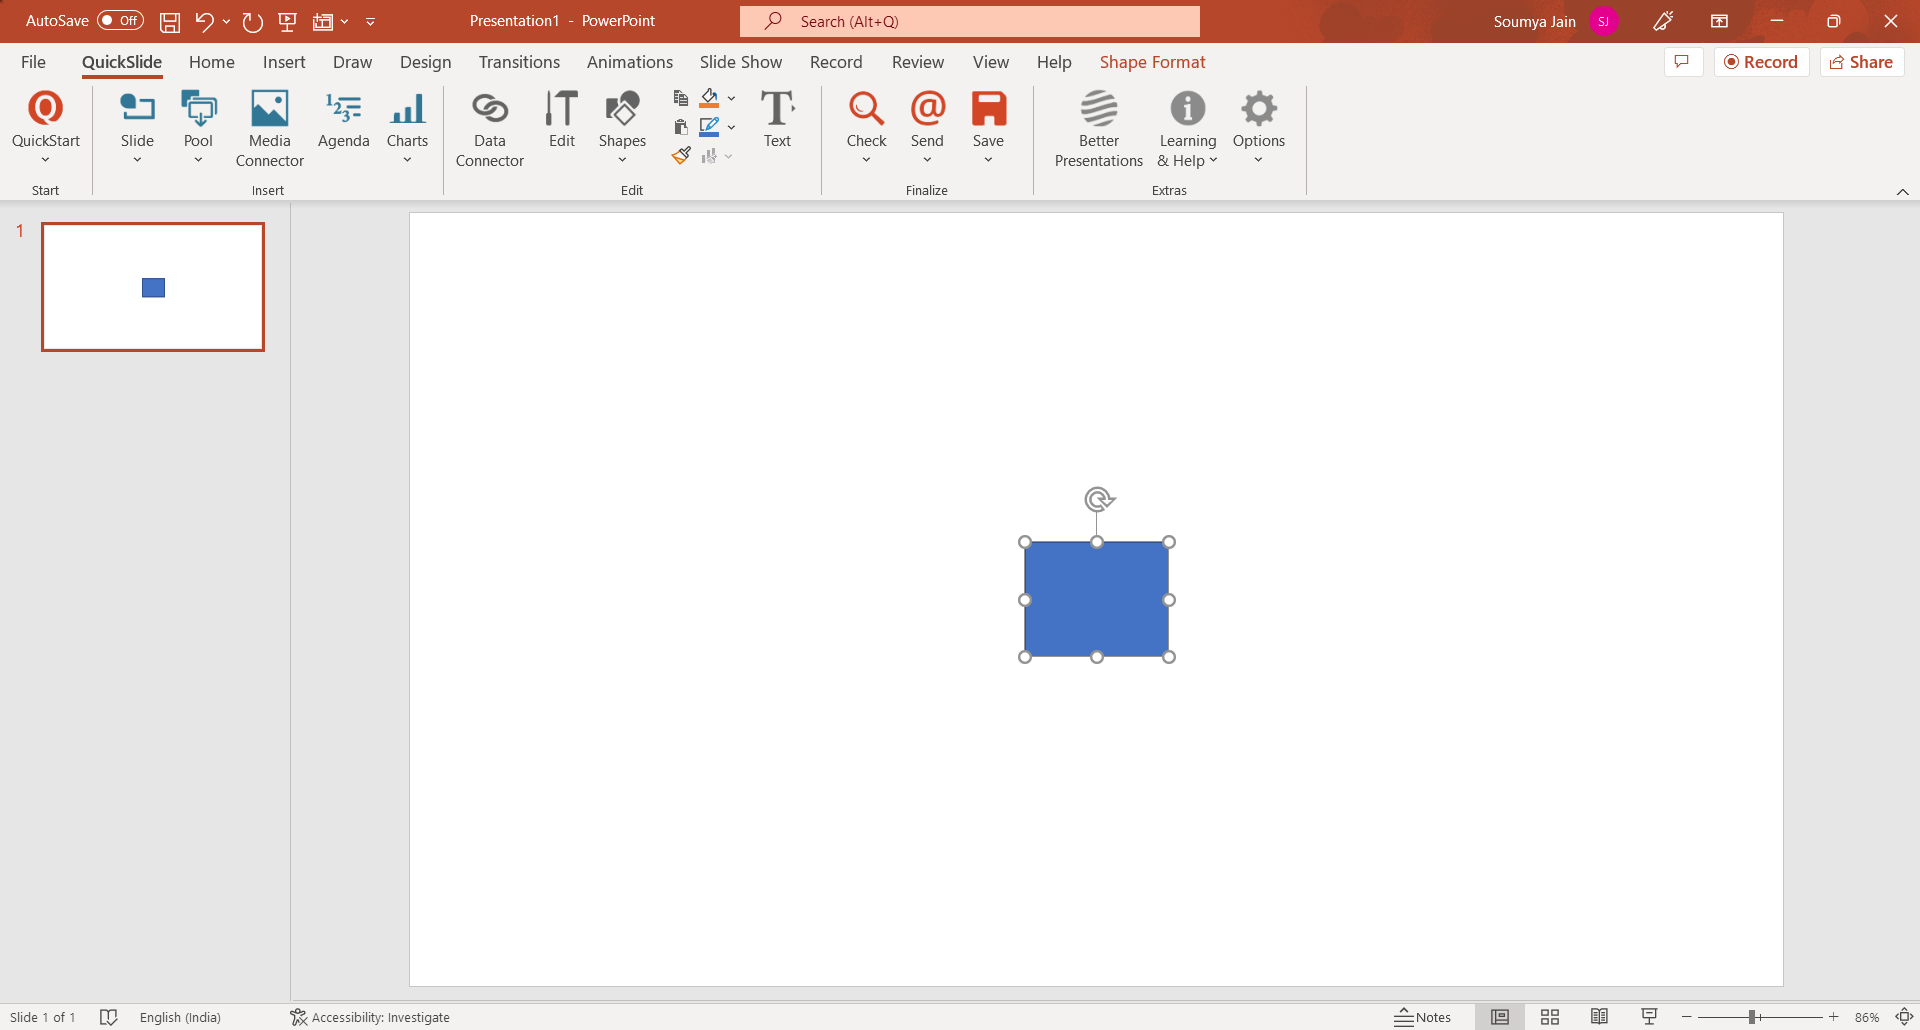 AutoSave Off Presentation1 - PowerPoint Search (Alt+Q) Soumya Jain SJ
File QuickSlide Home Insert Draw Design Transitions Animations Slide Show Record Review View Help Shape Format Record Share
QuickStart Slide Pool Media Connector Agenda Charts Data Connector Edit Shapes Text Check Send Save Better Presentations Learning & Help Options
Start Insert Edit Finalize Extras
1
Slide 1 of 1 English (India) Accessibility: Investigate Notes 86%